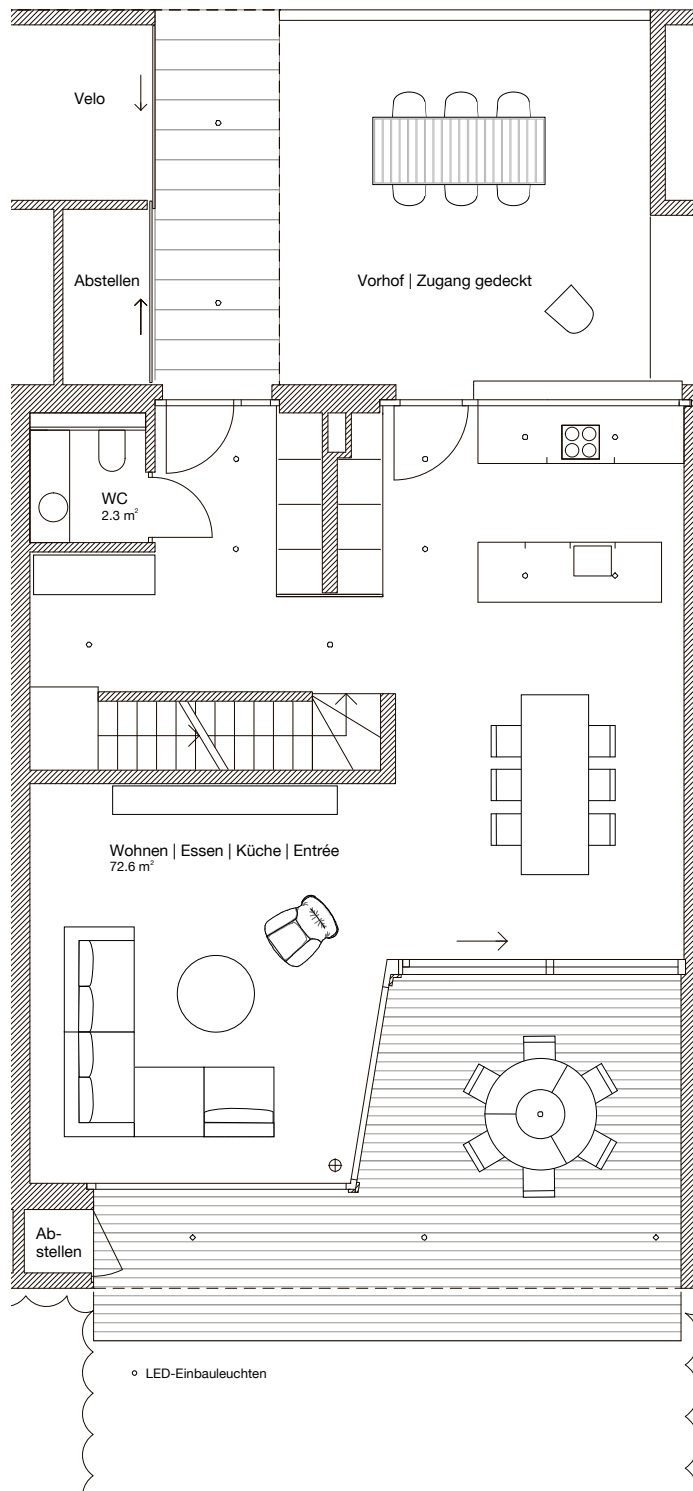 Velo
Abstellen
Vorhof | Zugang gedeckt
WC
2.3 m²
Wohnen | Essen | Küche | Entrée
72.6 m²
Ab-
stellen
LED-Einbauleuchten